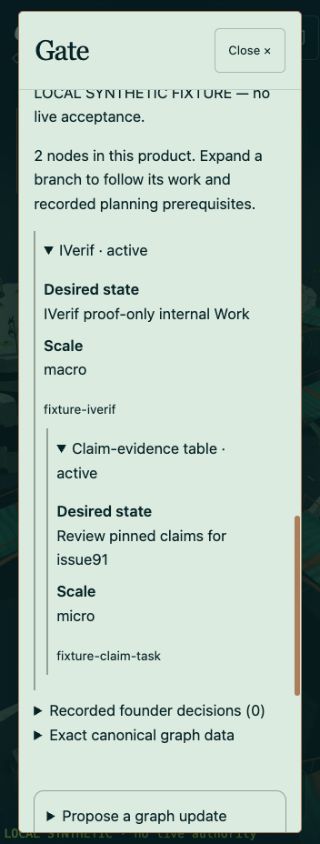 Gate
Close ×
LOCAL SYNTHETIC FIXTURE — no
live acceptance.
2 nodes in this product. Expand a
branch to follow its work and
recorded planning prerequisites.
▼ IVerif · active
Desired state
IVerif proof-only internal Work
Scale
macro
fixture-iverif
▼ Claim-evidence table ·
active
Desired state
Review pinned claims for
issue91
Scale
micro
fixture-claim-task
▶ Recorded founder decisions (0)
▶ Exact canonical graph data
▶ Propose a graph update
LOCAL SYNTHETIC · no live authority